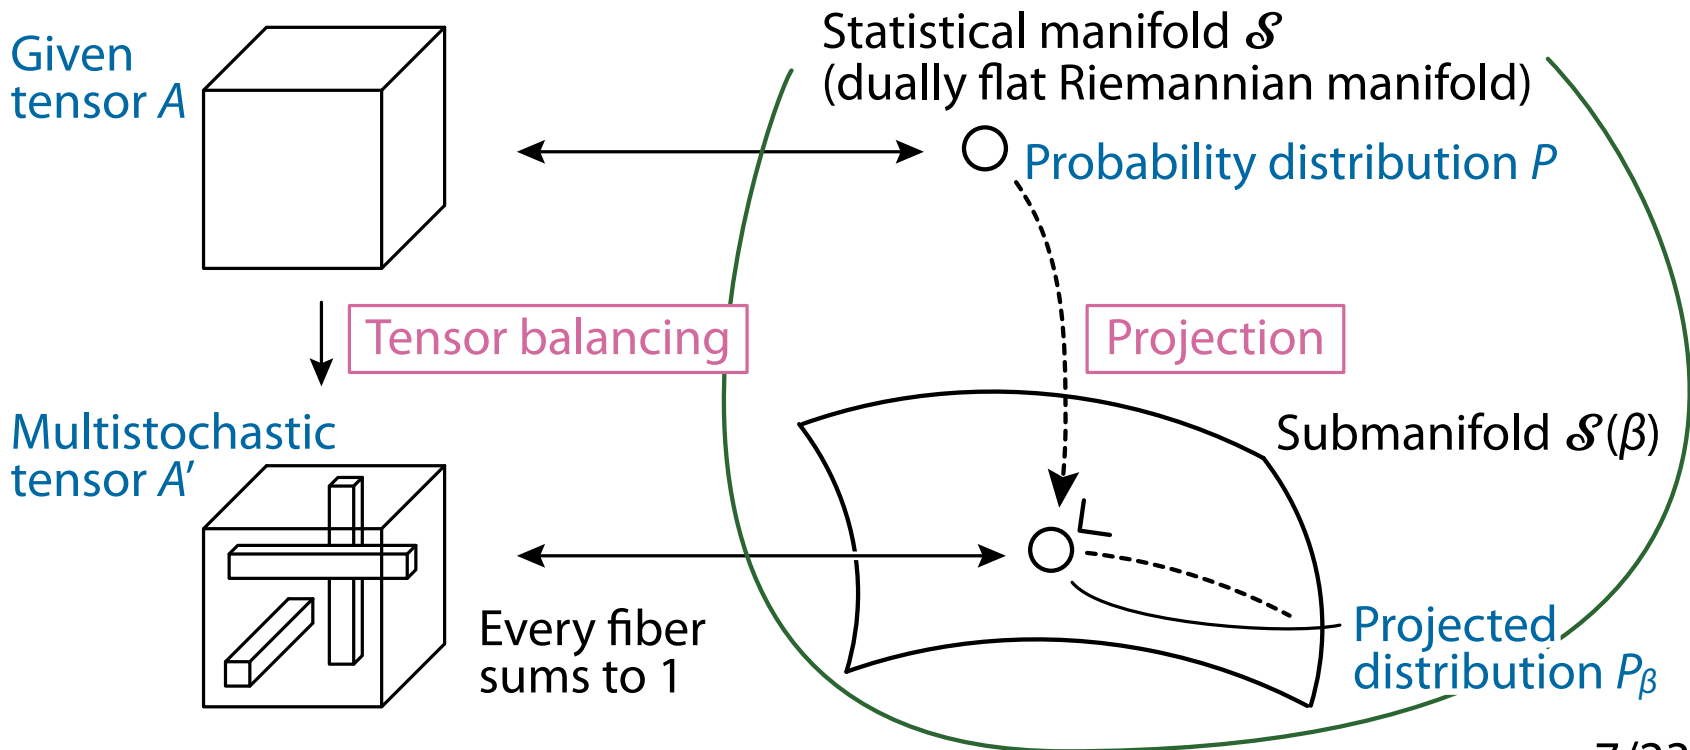 Given
tensor A
Statistical manifold 𝒮
(dually flat Riemannian manifold)
Probability distribution P
Tensor balancing
Projection
Multistochastic
tensor A′
Submanifold 𝒮(β)
Every fiber
sums to 1
Projected
distribution Pβ